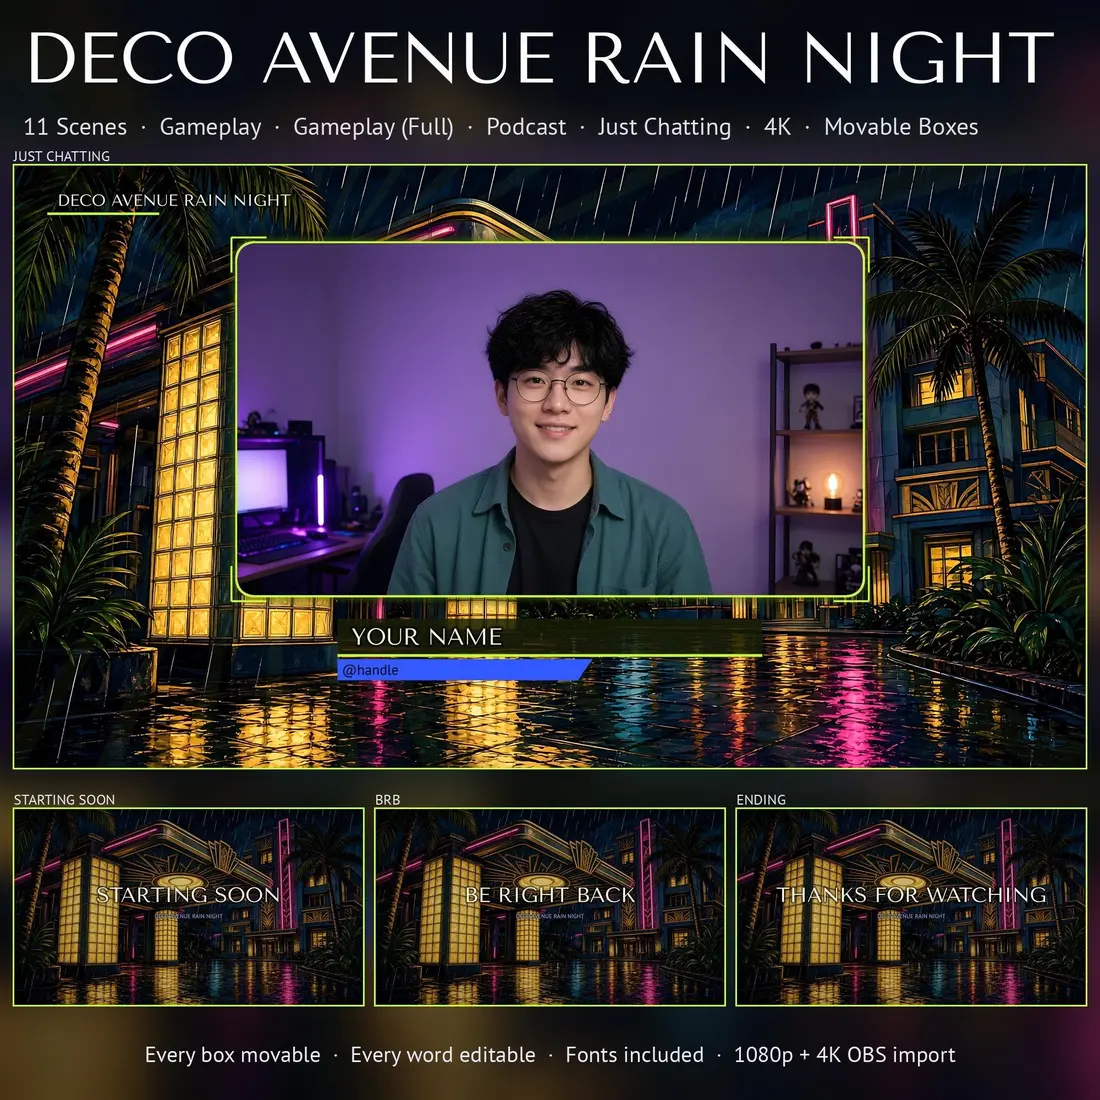 DECO AVENUE RAIN NIGHT
11 Scenes · Gameplay · Gameplay (Full) · Podcast · Just Chatting · 4K · Movable Boxes
JUST CHATTING
DECO AVENUE RAIN NIGHT
YOUR NAME
@handle
STARTING SOON
BRB
ENDING
STARTING SOON
DECO AVENUE RAIN NIGHT
BE RIGHT BACK
DECO AVENUE RAIN NIGHT
THANKS FOR WATCHING
DECO AVENUE RAIN NIGHT
Every box movable · Every word editable · Fonts included · 1080p + 4K OBS import